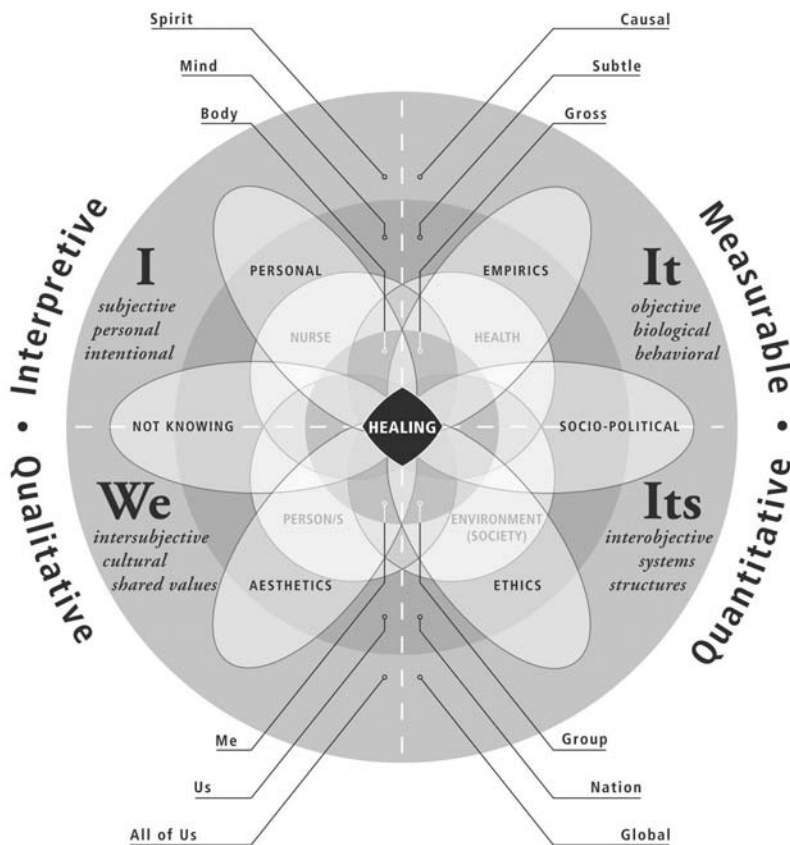 Spirit
Causal
Mind
Subtle
Body
Gross
Qualitative • Interpretive
Measurable • Quantitative
I
subjective
personal
intentional
It
objective
biological
behavioral
PERSONAL
EMPIRICS
NURSE
HEALTH
NOT KNOWING
HEALING
SOCIO-POLITICAL
We
intersubjective
cultural
shared values
Its
interobjective
systems
structures
PERSON/S
ENVIRONMENT
(SOCIETY)
AESTHETICS
ETHICS
Me
Group
Us
Nation
All of Us
Global